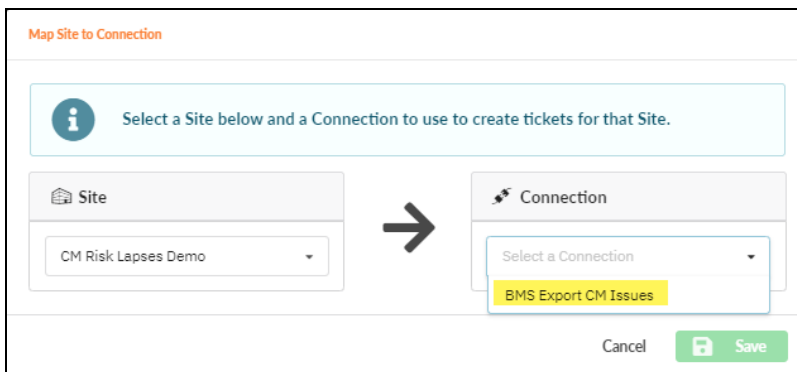 Map Site to Connection
Select a Site below and a Connection to use to create tickets for that Site.
Site
Connection
CM Risk Lapses Demo
Select a Connection
BMS Export CM Issues
Cancel
Save